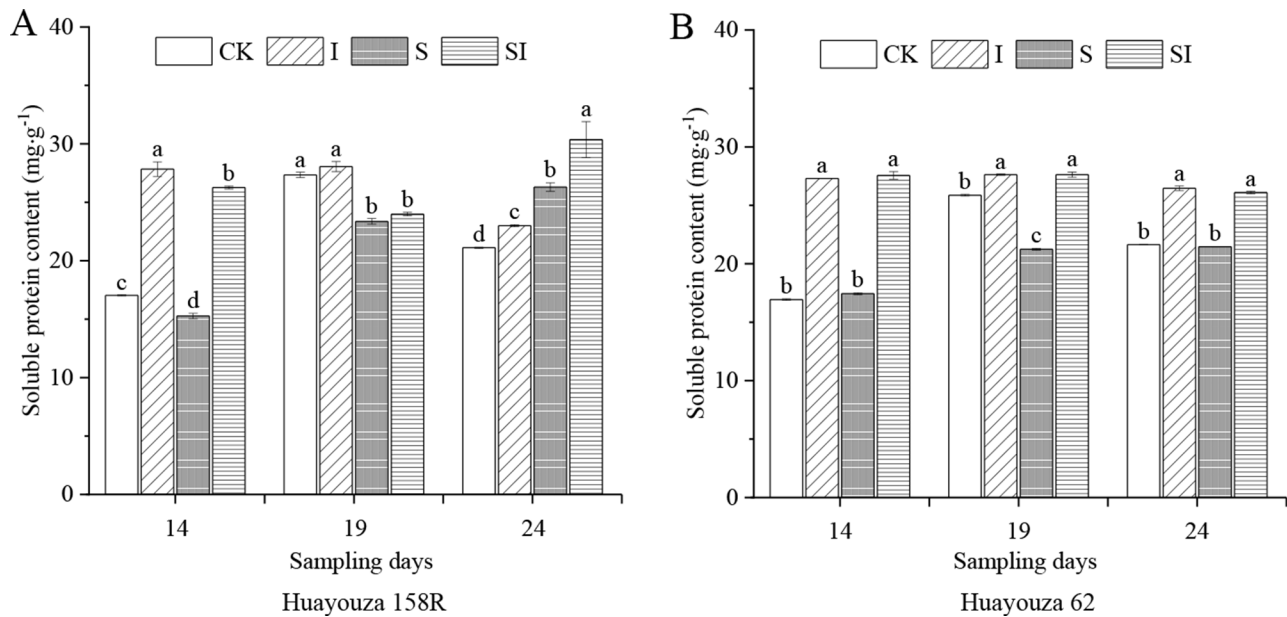 A
CK I S SI
Soluble protein content (mg·g⁻¹)
40
30
20
10
0
c a d b
a a b b
d c b a
14 19 24
Sampling days
Huayouza 158R
B
CK I S SI
Soluble protein content (mg·g⁻¹)
40
30
20
10
0
b a b a
b a c a
b a b a
14 19 24
Sampling days
Huayouza 62